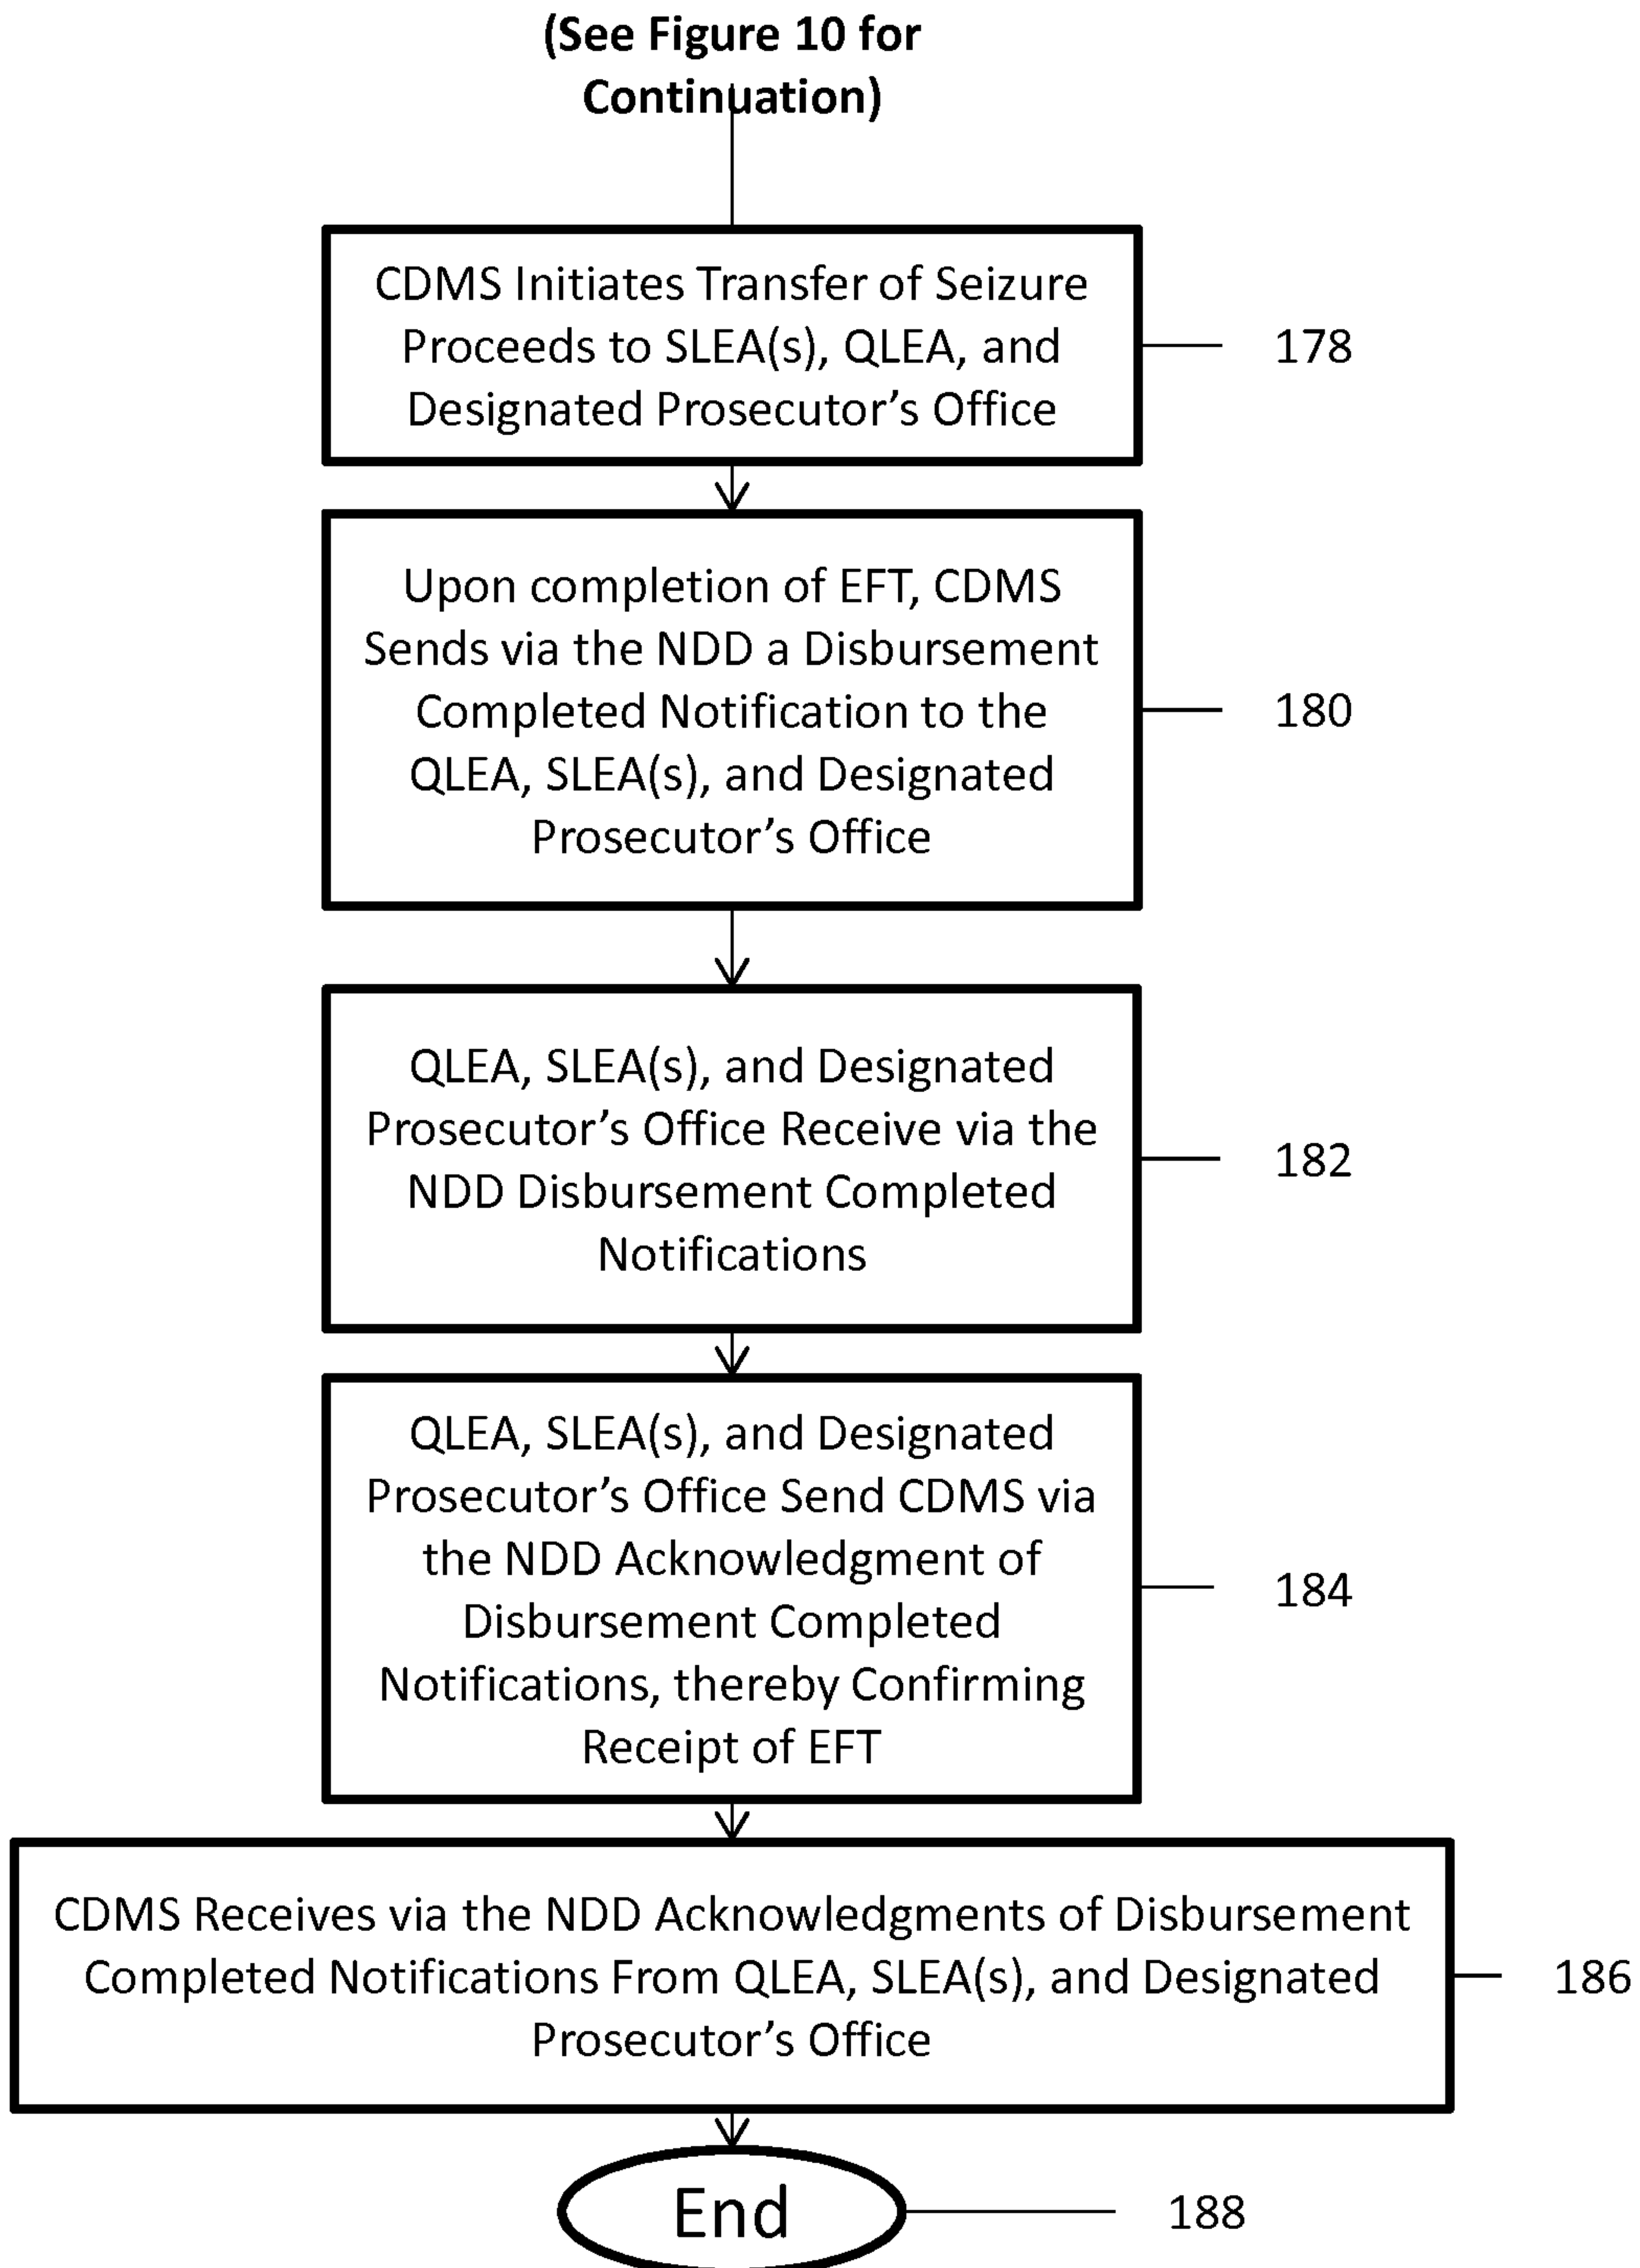 (See Figure 10 for
Continuation)
CDMS Initiates Transfer of Seizure
Proceeds to SLEA(s), QLEA, and
Designated Prosecutor’s Office
178
Upon completion of EFT, CDMS
Sends via the NDD a Disbursement
Completed Notification to the
QLEA, SLEA(s), and Designated
Prosecutor’s Office
180
QLEA, SLEA(s), and Designated
Prosecutor’s Office Receive via the
NDD Disbursement Completed
Notifications
182
QLEA, SLEA(s), and Designated
Prosecutor’s Office Send CDMS via
the NDD Acknowledgment of
Disbursement Completed
Notifications, thereby Confirming
Receipt of EFT
184
CDMS Receives via the NDD Acknowledgments of Disbursement
Completed Notifications From QLEA, SLEA(s), and Designated
Prosecutor’s Office
186
End
188